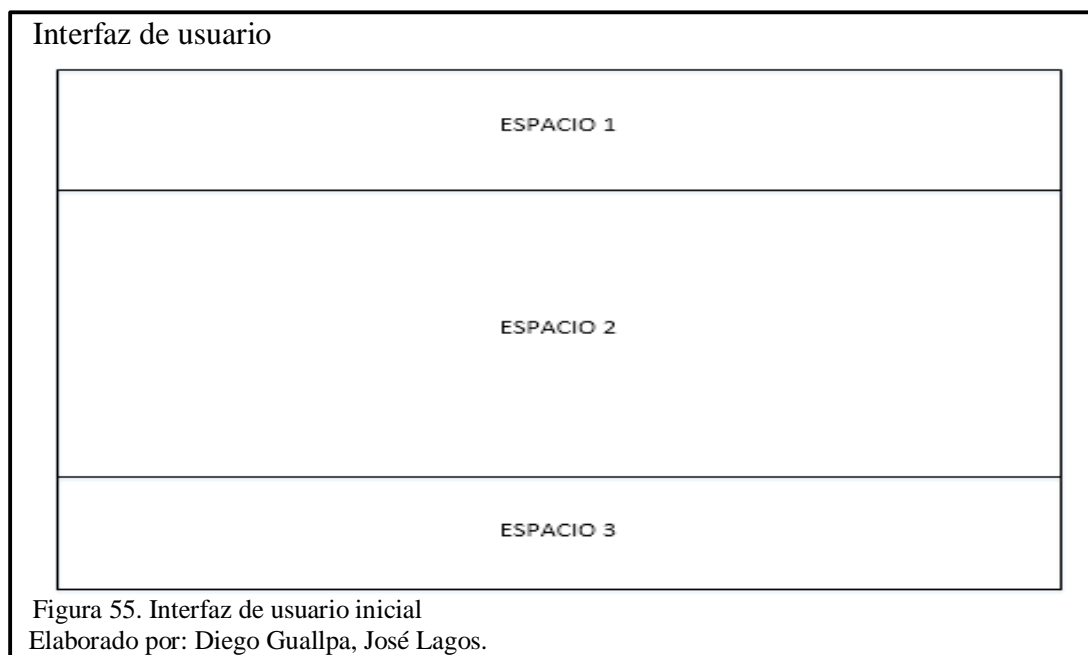 Interfaz de usuario
ESPACIO 1
ESPACIO 2
ESPACIO 3
Figura 55. Interfaz de usuario inicial
Elaborado por: Diego Guallpa, José Lagos.